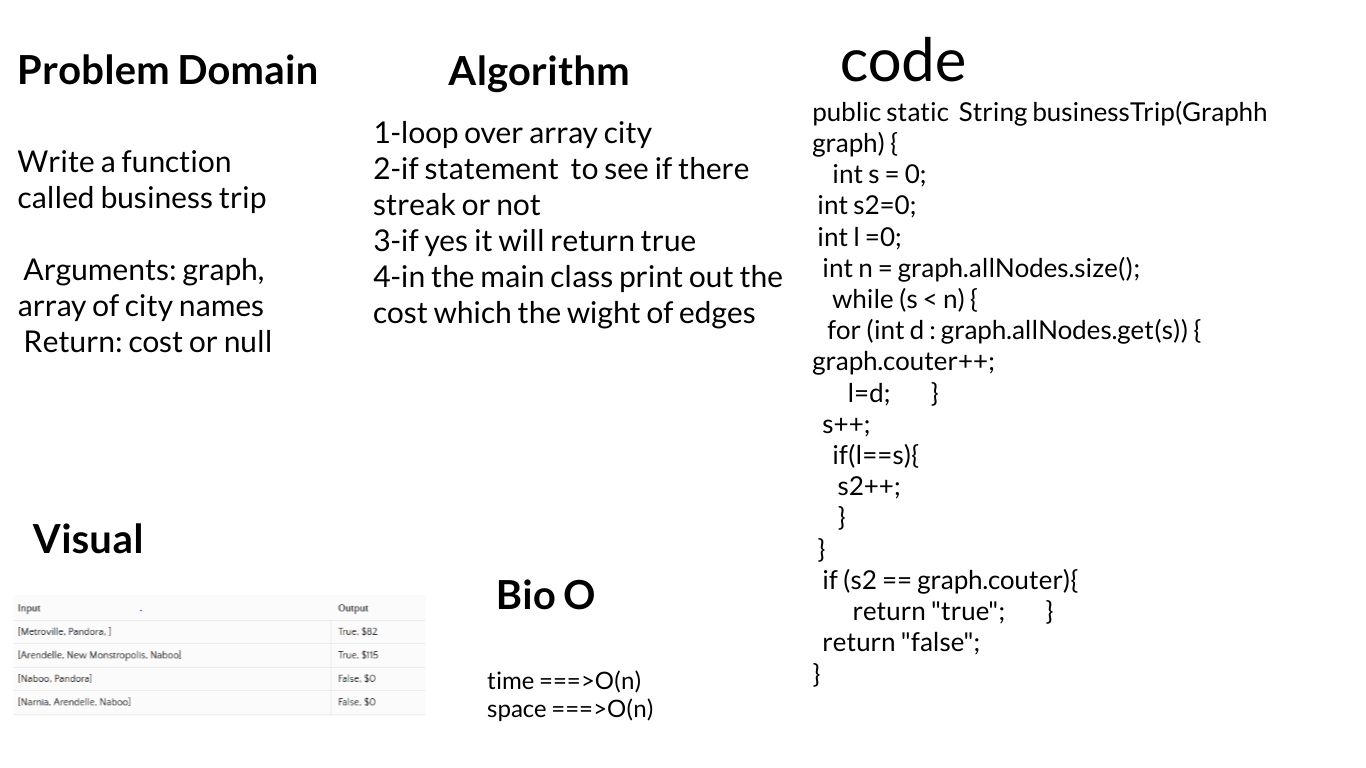 Problem Domain
Write a function
called business trip
Arguments: graph,
array of city names
Return: cost or null
Algorithm
1-loop over array city
2-if statement  to see if there
streak or not
3-if yes it will return true
4-in the main class print out the
cost which the wight of edges
code
public static  String businessTrip(Graphh
graph) {
int s = 0;
int s2=0;
int l =0;
int n = graph.allNodes.size();
while (s < n) {
for (int d : graph.allNodes.get(s)) {
graph.couter++;
l=d;       }
s++;
if(l==s){
s2++;
}
}
if (s2 == graph.couter){
return "true";       }
return "false";
}
Visual
Input Output
[Metroville, Pandora, ] True, $82
[Arendelle, New Monstropolis, Naboo] True, $115
[Naboo, Pandora] False, $0
[Narnia, Arendelle, Naboo] False, $0
Bio O
time ===>O(n)
space ===>O(n)